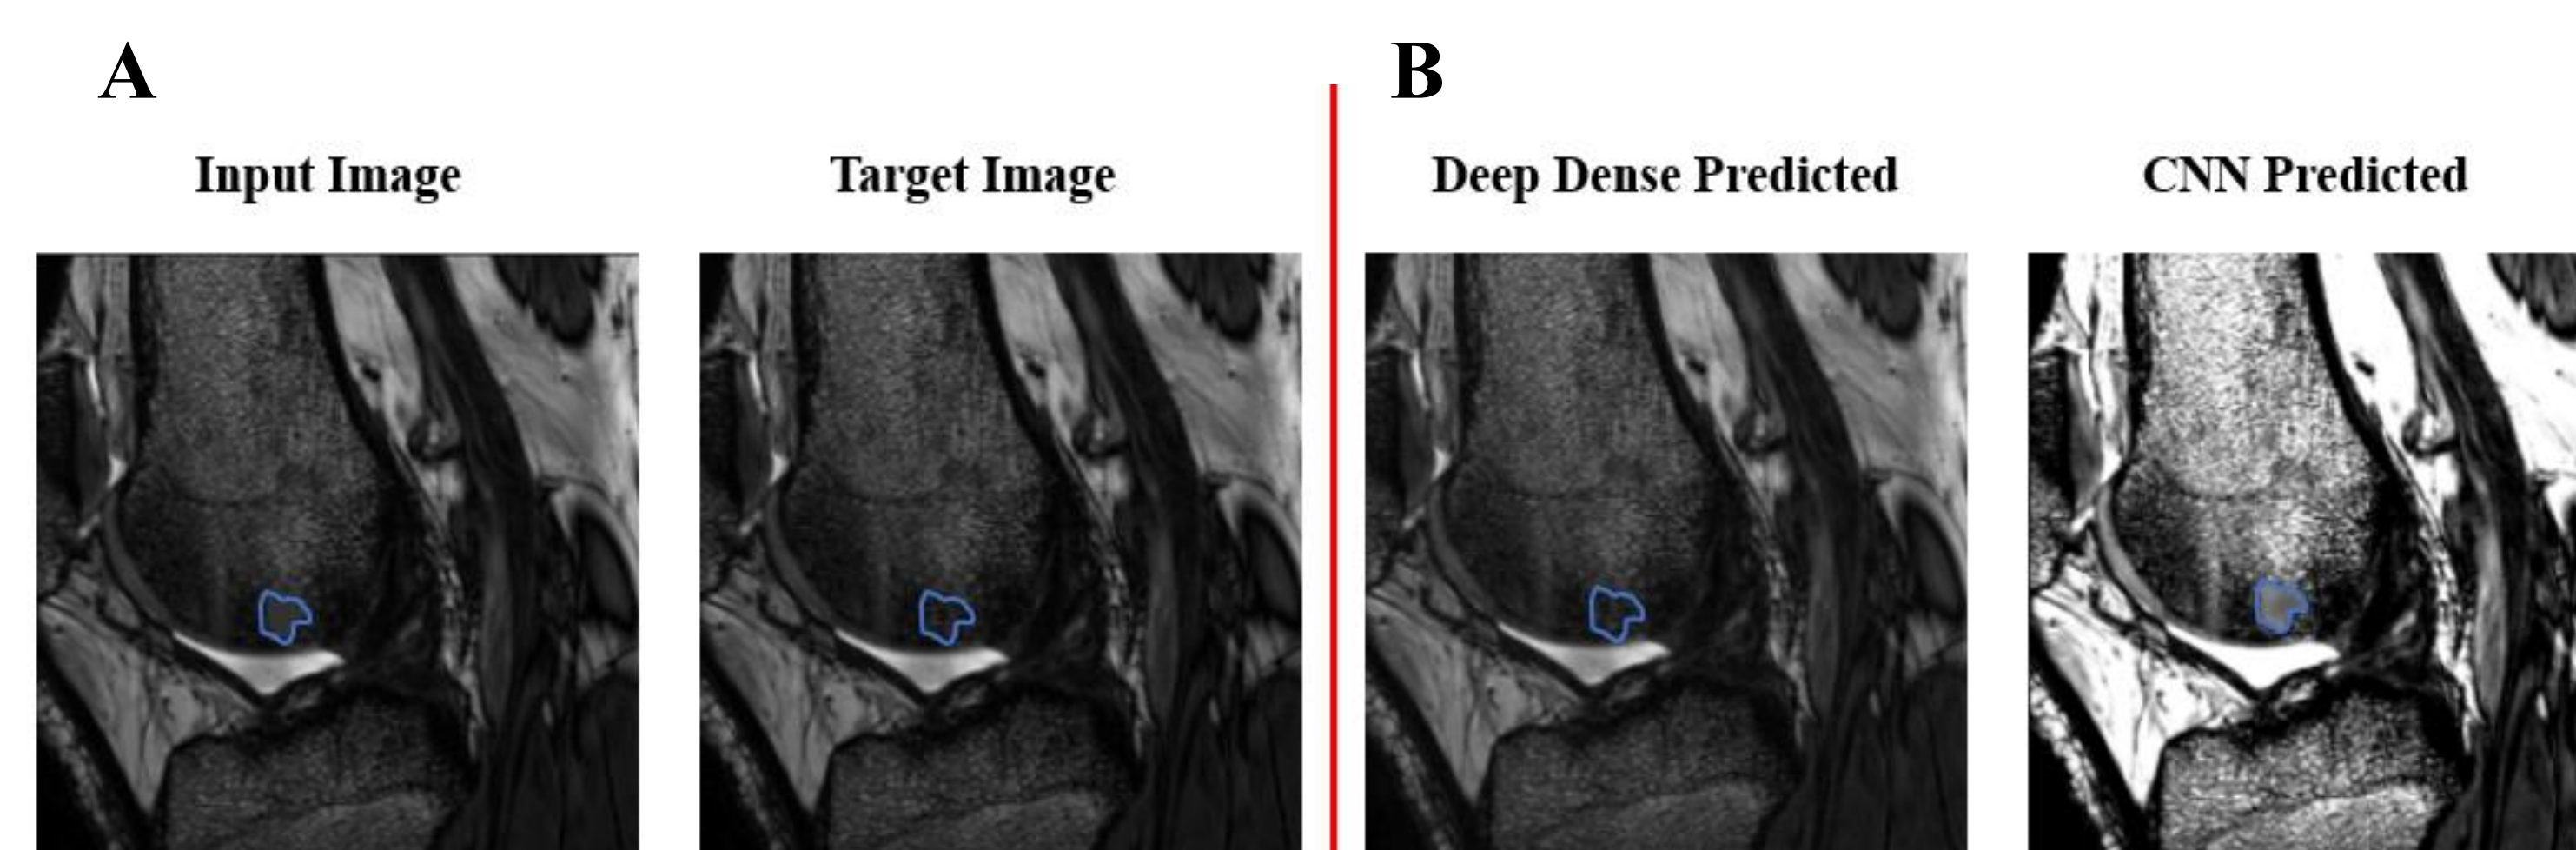 A
B
Input Image
Target Image
Deep Dense Predicted
CNN Predicted